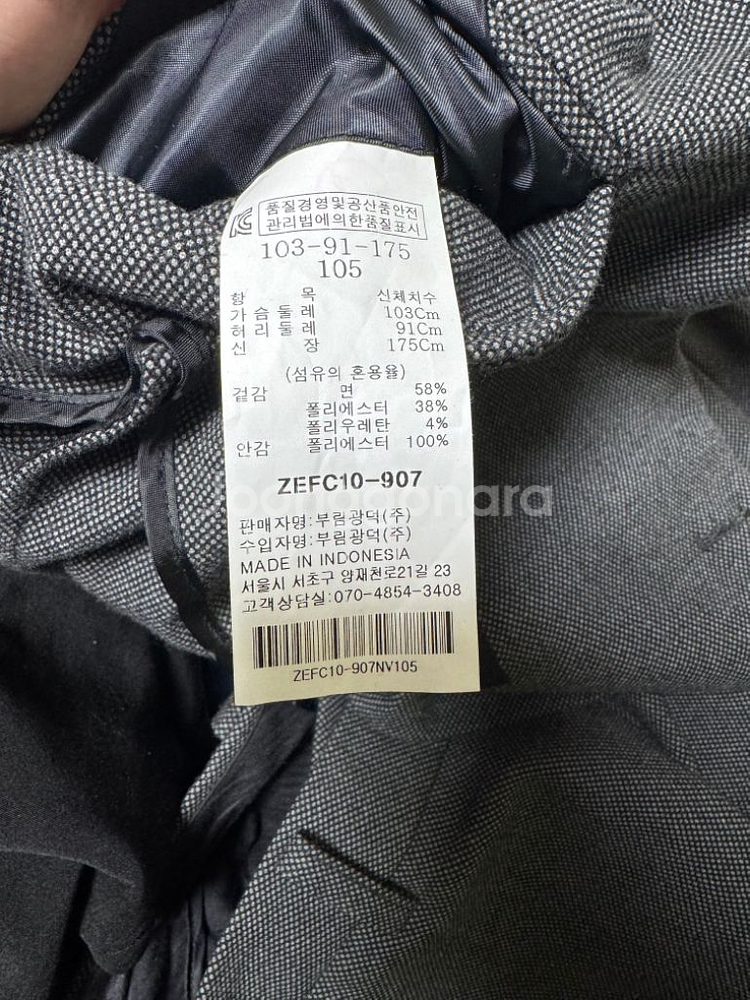 품질경영및공산품안전
관리법에의한품질표시
103-91-175
105
항 목 신체치수
가슴둘레 103Cm
허리둘레 91Cm
신 장 175Cm
(섬유의 혼용율)
겉감 면 58%
폴리에스터 38%
폴리우레탄 4%
안감 폴리에스터 100%
ZEFC10-907
Joonggonara
판매자명:부림광덕(주)
수입자명:부림광덕(주)
MADE IN INDONESIA
서울시 서초구 양재천로21길 23
고객상담실:070-4854-3408
ZEFC10-907NV105